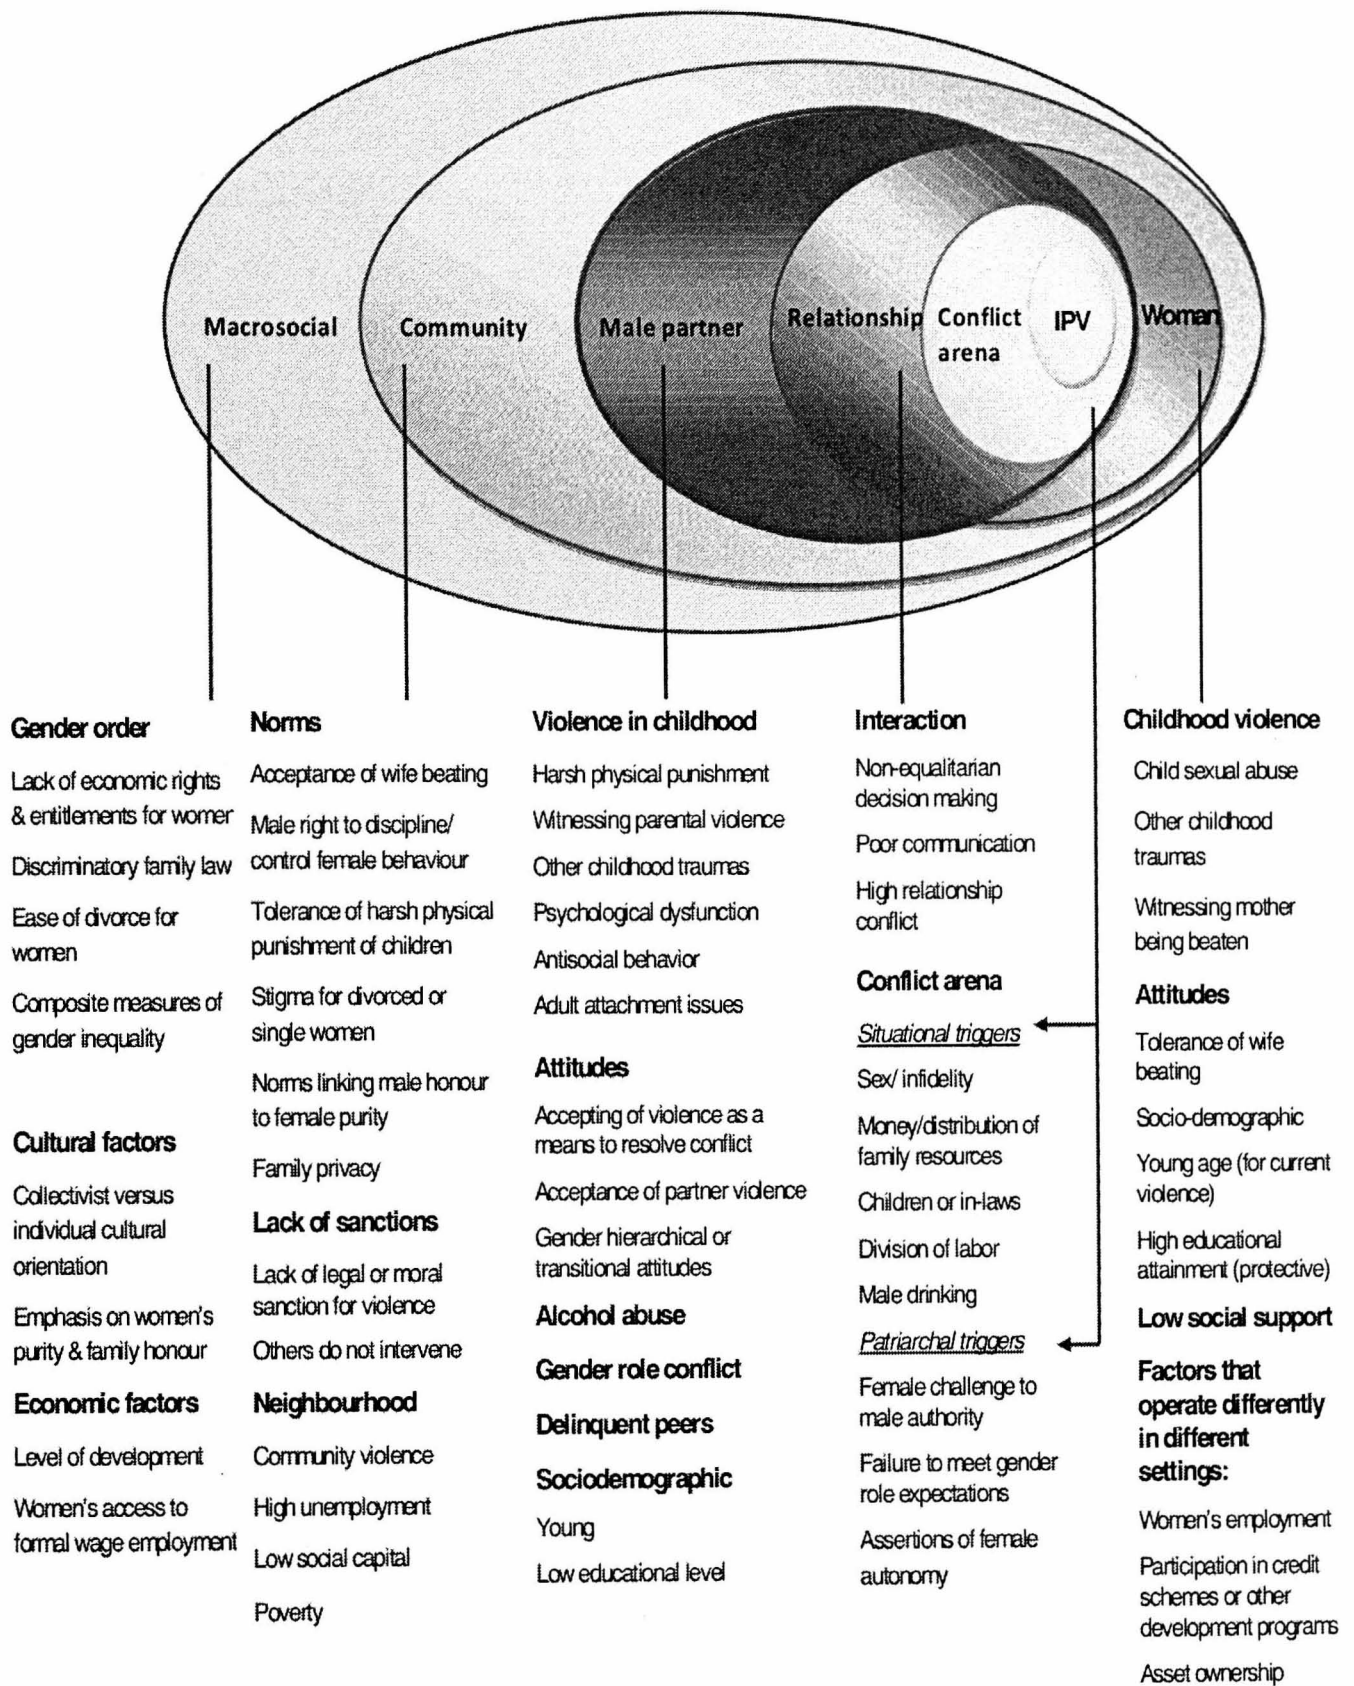 Macrosocial
Community
Male partner
Relationship
Conflict
arena
IPV
Woman
Gender order
Lack of economic rights
& entitlements for womer
Discriminatory family law
Ease of divorce for
women
Composite measures of
gender inequality
Cultural factors
Collectivist versus
individual cultural
orientation
Emphasis on women's
purity & family honour
Economic factors
Level of development
Women's access to
formal wage employment
Norms
Acceptance of wife beating
Male right to discipline/
control female behaviour
Tolerance of harsh physical
punishment of children
Stigma for divorced or
single women
Norms linking male honour
to female purity
Family privacy
Lack of sanctions
Lack of legal or moral
sanction for violence
Others do not intervene
Neighbourhood
Community violence
High unemployment
Low social capital
Poverty
Violence in childhood
Harsh physical punishment
Witnessing parental violence
Other childhood traumas
Psychological dysfunction
Antisocial behavior
Adult attachment issues
Attitudes
Accepting of violence as a
means to resolve conflict
Acceptance of partner violence
Gender hierarchical or
transitional attitudes
Alcohol abuse
Gender role conflict
Delinquent peers
Sociodemographic
Young
Low educational level
Interaction
Non-equalitarian
decision making
Poor communication
High relationship
conflict
Conflict arena
Situational triggers
Sex/ infidelity
Money/distribution of
family resources
Children or in-laws
Division of labor
Male drinking
Patriarchal triggers
Female challenge to
male authority
Failure to meet gender
role expectations
Assertions of female
autonomy
Childhood violence
Child sexual abuse
Other childhood
traumas
Witnessing mother
being beaten
Attitudes
Tolerance of wife
beating
Socio-demographic
Young age (for current
violence)
High educational
attainment (protective)
Low social support
Factors that
operate differently
in different
settings:
Women's employment
Participation in credit
schemes or other
development programs
Asset ownership